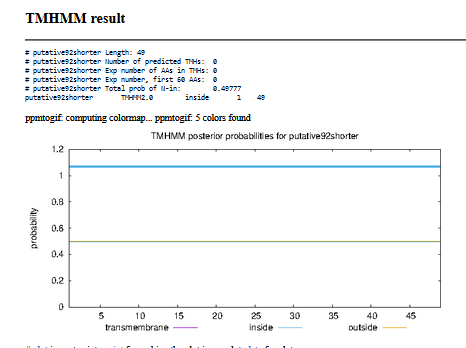 TMHMM result
# putative92shorter Length: 49
# putative92shorter Number of predicted TMHs: 0
# putative92shorter Exp number of AAs in TMHs: 0
# putative92shorter Exp number, first 60 AAs: 0
# putative92shorter Total prob of N-in: 0.49777
putative92shorter TMHMM2.0 inside 1 49
ppmtogif: computing colormap... ppmtogif: 5 colors found
TMHMM posterior probabilities for putative92shorter
probability
1.2
1
0.8
0.6
0.4
0.2
0
5 10 15 20 25 30 35 40 45
transmembrane inside outside